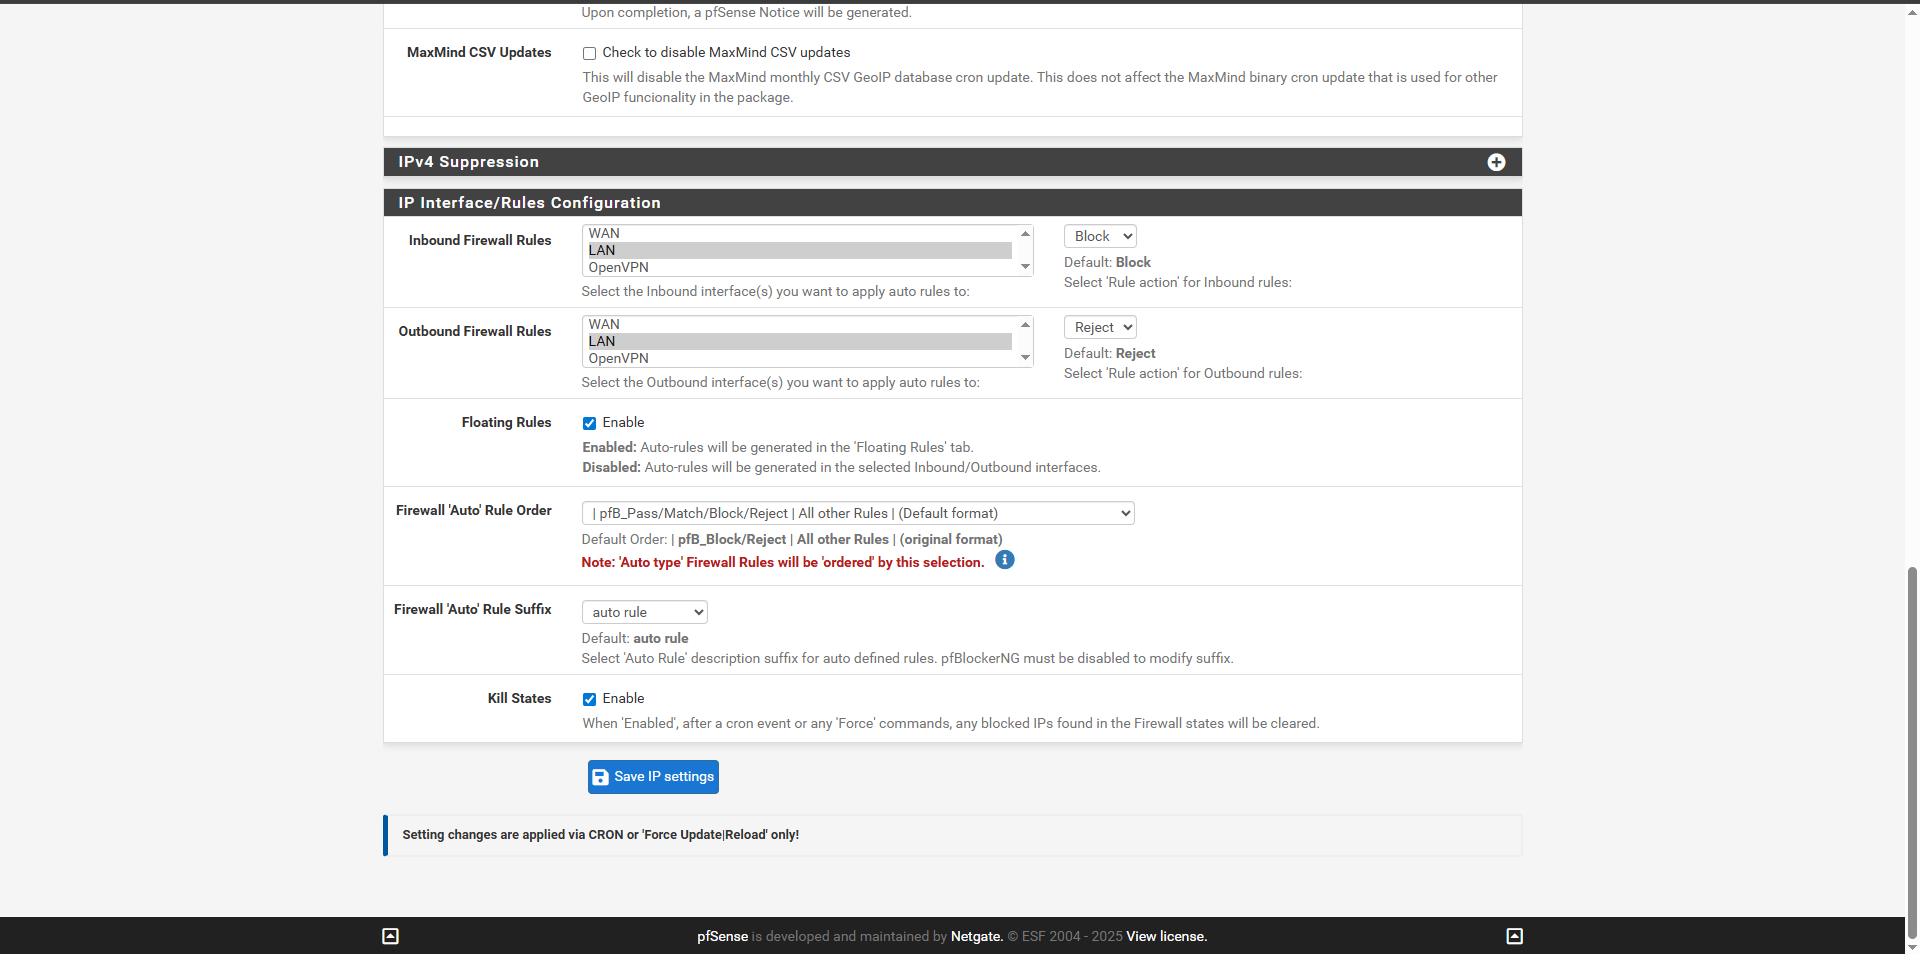 Upon completion, a pfSense Notice will be generated.
MaxMind CSV Updates
Check to disable MaxMind CSV updates
This will disable the MaxMind monthly CSV GeoIP database cron update. This does not affect the MaxMind binary cron update that is used for other
GeoIP funcionality in the package.
IPv4 Suppression
IP Interface/Rules Configuration
Inbound Firewall Rules
WAN
LAN
OpenVPN
Select the Inbound interface(s) you want to apply auto rules to:
Block
Default: Block
Select 'Rule action' for Inbound rules:
Outbound Firewall Rules
WAN
LAN
OpenVPN
Select the Outbound interface(s) you want to apply auto rules to:
Reject
Default: Reject
Select 'Rule action' for Outbound rules:
Floating Rules
Enable
Enabled: Auto-rules will be generated in the 'Floating Rules' tab.
Disabled: Auto-rules will be generated in the selected Inbound/Outbound interfaces.
Firewall 'Auto' Rule Order
| pfB_Pass/Match/Block/Reject | All other Rules | (Default format)
Default Order: | pfB_Block/Reject | All other Rules | (original format)
Note: 'Auto type' Firewall Rules will be 'ordered' by this selection.
Firewall 'Auto' Rule Suffix
auto rule
Default: auto rule
Select 'Auto Rule' description suffix for auto defined rules. pfBlockerNG must be disabled to modify suffix.
Kill States
Enable
When 'Enabled', after a cron event or any 'Force' commands, any blocked IPs found in the Firewall states will be cleared.
Save IP settings
Setting changes are applied via CRON or 'Force Update|Reload' only!
pfSense is developed and maintained by Netgate. © ESF 2004 - 2025 View license.